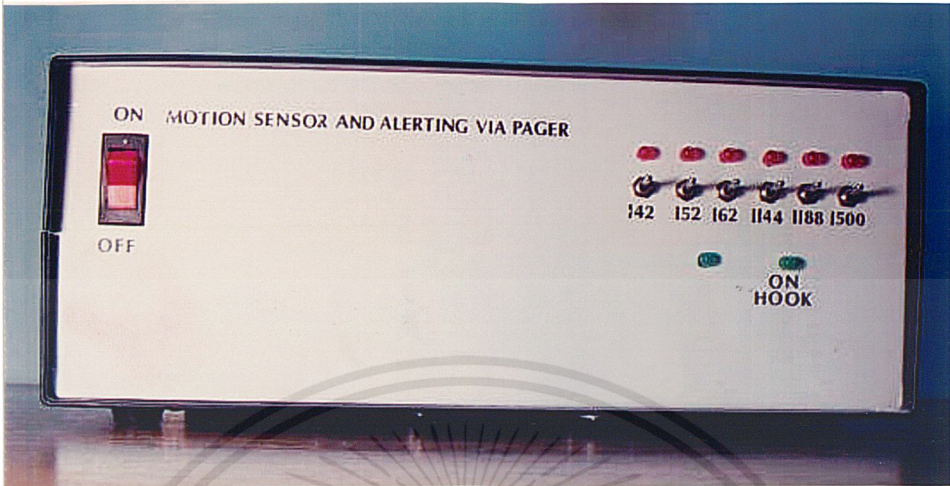 ON MOTION SENSOR AND ALERTING VIA PAGER
142 152 162 1144 1188 1500
OFF
ON
HOOK